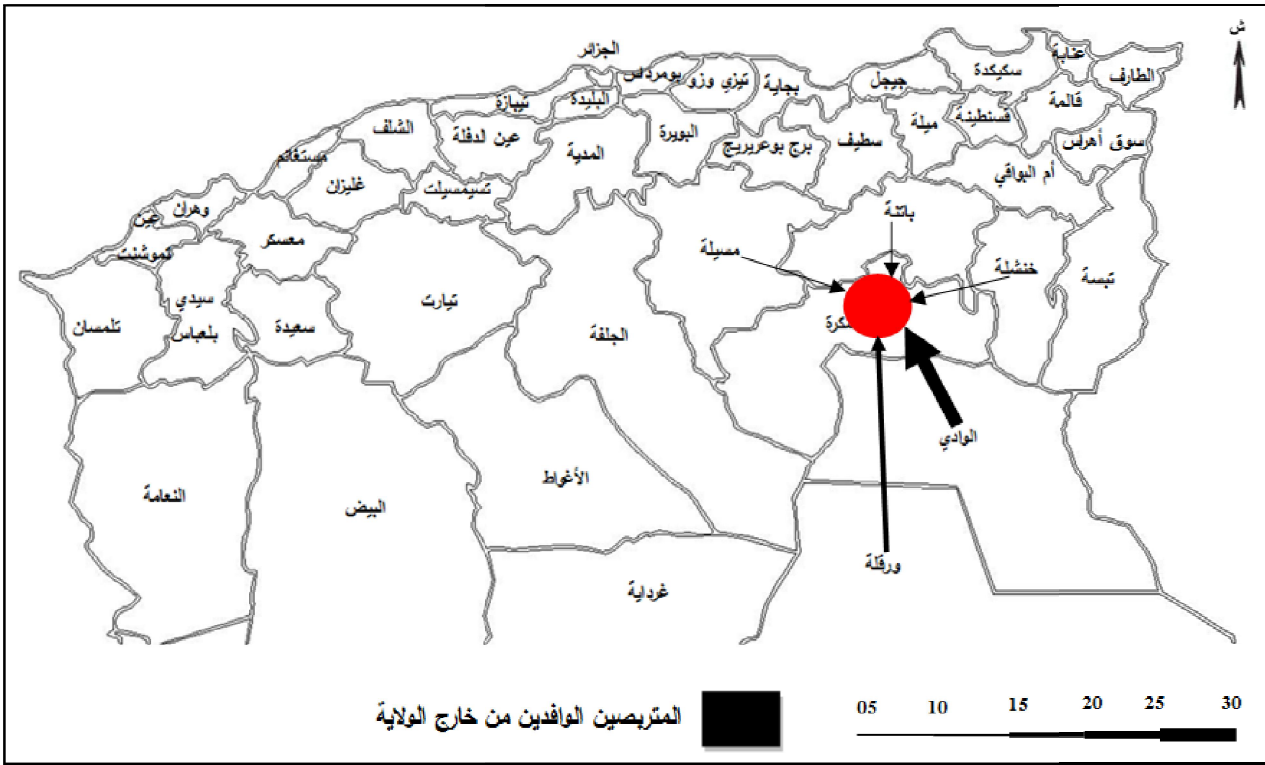 ش
الجزائر
عنابة
الطارف
سكيكدة
جيجل
بجاية
تيزي وزو
بومرداس
البليدة
تيبازة
قالمة
قسنطينة
ميلة
سطيف
سوق أهراس
برج بوعريريج
البويرة
المدية
عين لدفلة
الشلف
أم البواقي
مستغانم
غليزان
تسيمسيلت
وهران
عين
تموشنت
معسكر
باتنة
مسيلة
خنشلة
تبسة
تيارت
سيدي
بلعباس
سعيدة
تلمسان
الجلفة
سكرة
الوادي
الأغواط
النعامة
البيض
ورقلة
غرداية
المتربصين الوافدين من خارج الولاية
05 10 15 20 25 30